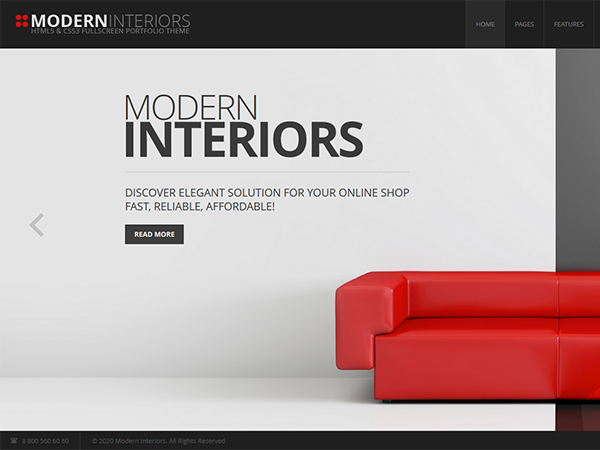 MODERNINTERIORS
HTML5 & CSS3 FULLSCREEN PORTFOLIO THEME
HOME
PAGES
FEATURES
MODERN
INTERIORS
DISCOVER ELEGANT SOLUTION FOR YOUR ONLINE SHOP
FAST, RELIABLE, AFFORDABLE!
READ MORE
8 800 560 60 60
© 2020 Modern Interiors. All Rights Reserved